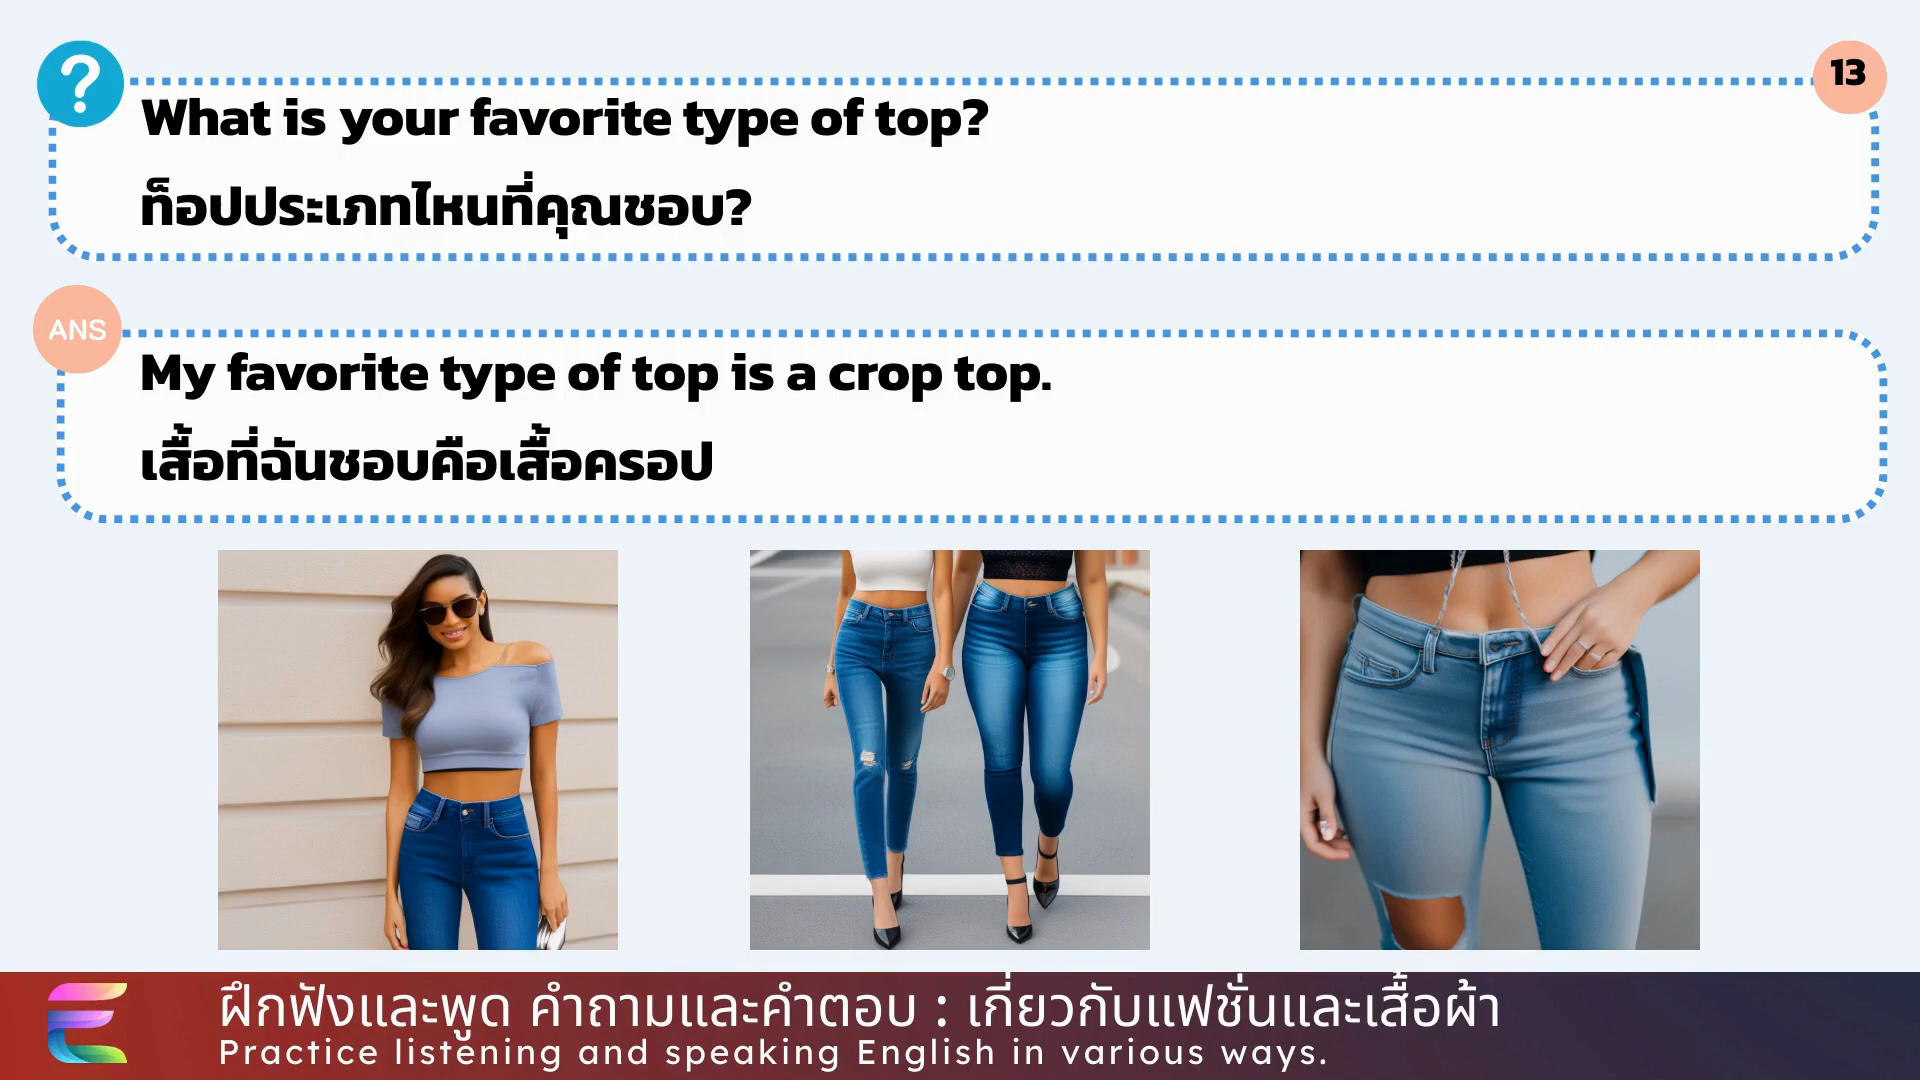 ?
13
What is your favorite type of top?
ท็อปประเภทไหนที่คุณชอบ?
ANS
My favorite type of top is a crop top.
เสื้อที่ฉันชอบคือเสื้อครอป
ฝึกฟังและพูด คำถามและคำตอบ : เกี่ยวกับแฟชั่นและเสื้อผ้า
Practice listening and speaking English in various ways.